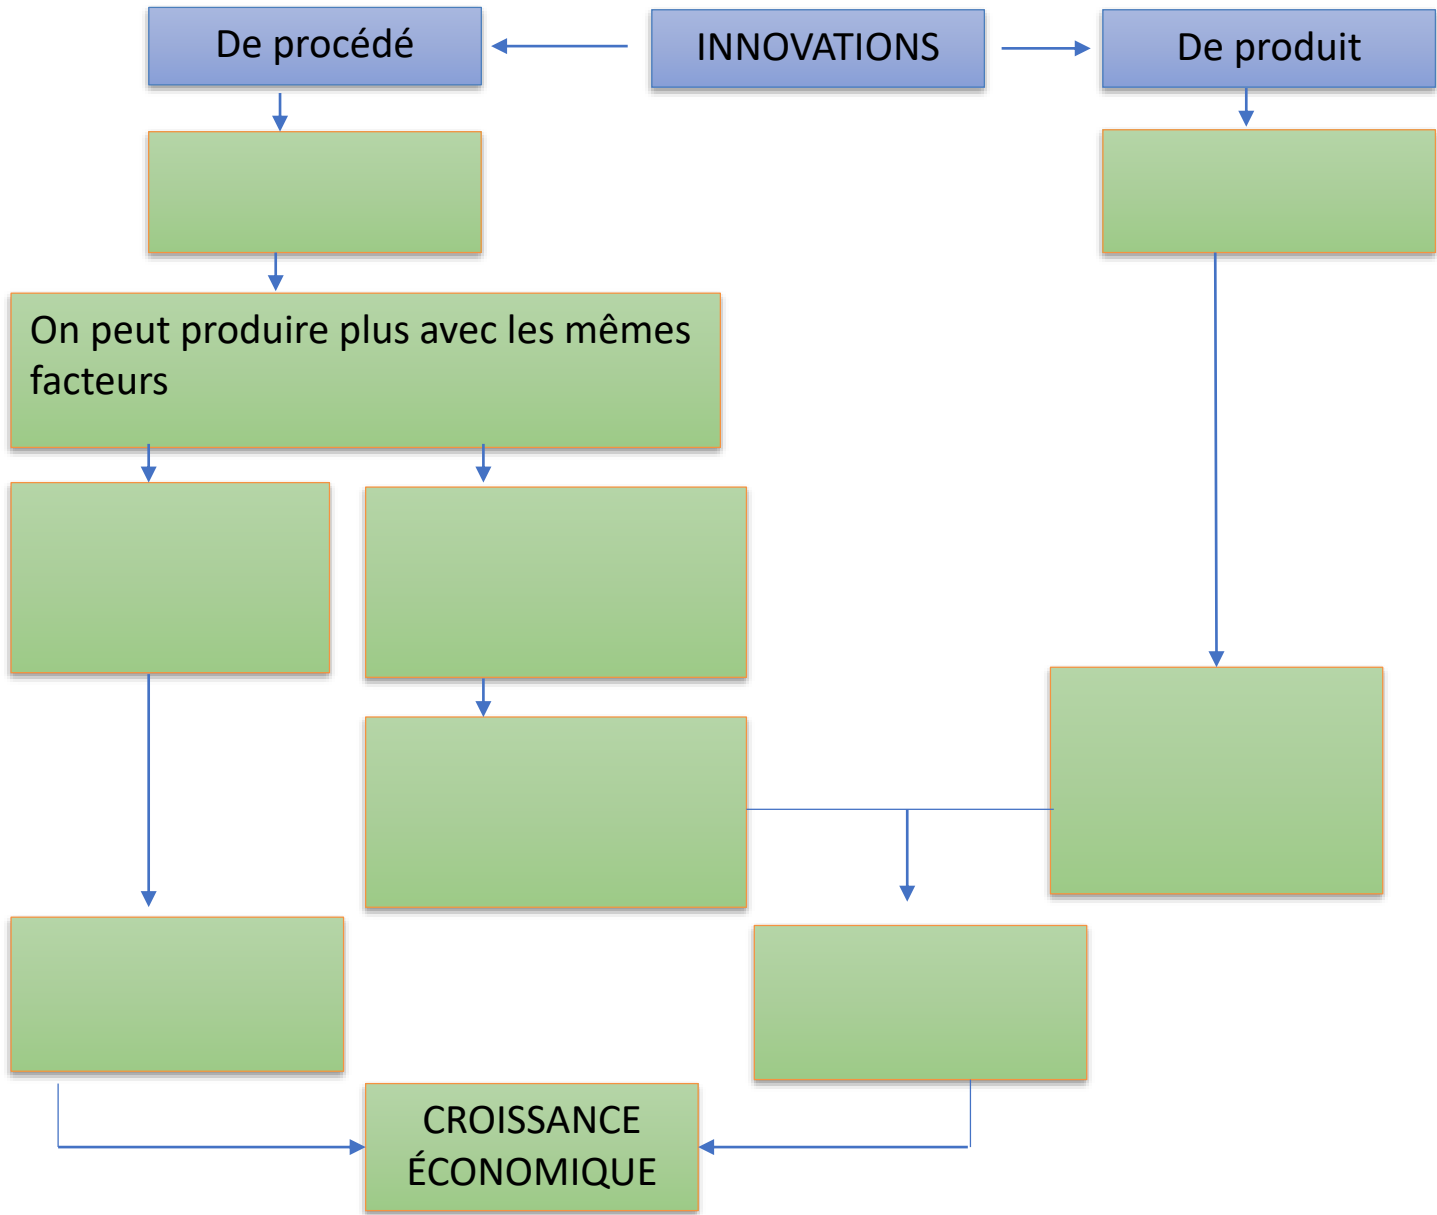 De procédé
INNOVATIONS
De produit
On peut produire plus avec les mêmes
facteurs
CROISSANCE
ÉCONOMIQUE